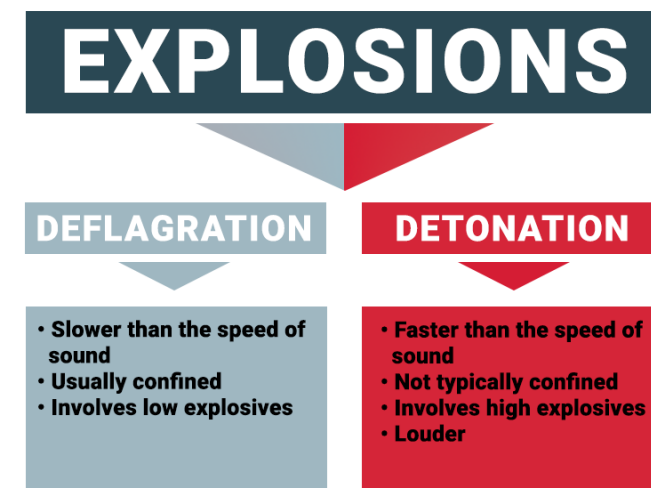 EXPLOSIONS
DEFLAGRATION
• Slower than the speed of
sound
• Usually confined
• Involves low explosives
DETONATION
• Faster than the speed of
sound
• Not typically confined
• Involves high explosives
• Louder